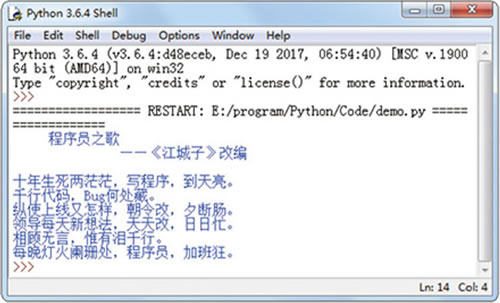 Python 3.6.4 Shell
File Edit Shell Debug Options Window Help
Python 3.6.4 (v3.6.4:d48eceb, Dec 19 2017, 06:54:40) [MSC v.1900
64 bit (AMD64)] on win32
Type "copyright", "credits" or "license()" for more information.
>>>
================== RESTART: E:/program/Python/Code/demo.py =====
==============
程序员之歌
——《江城子》改编
十年生死两茫茫，写程序，到天亮。
千行代码，Bug何处藏。
纵使上线又怎样，朝令改，夕断肠。
领导每天新想法，天天改，日日忙。
相顾无言，惟有泪千行。
每晚灯火阑珊处，程序员，加班狂。
>>>
Ln: 14 Col: 4